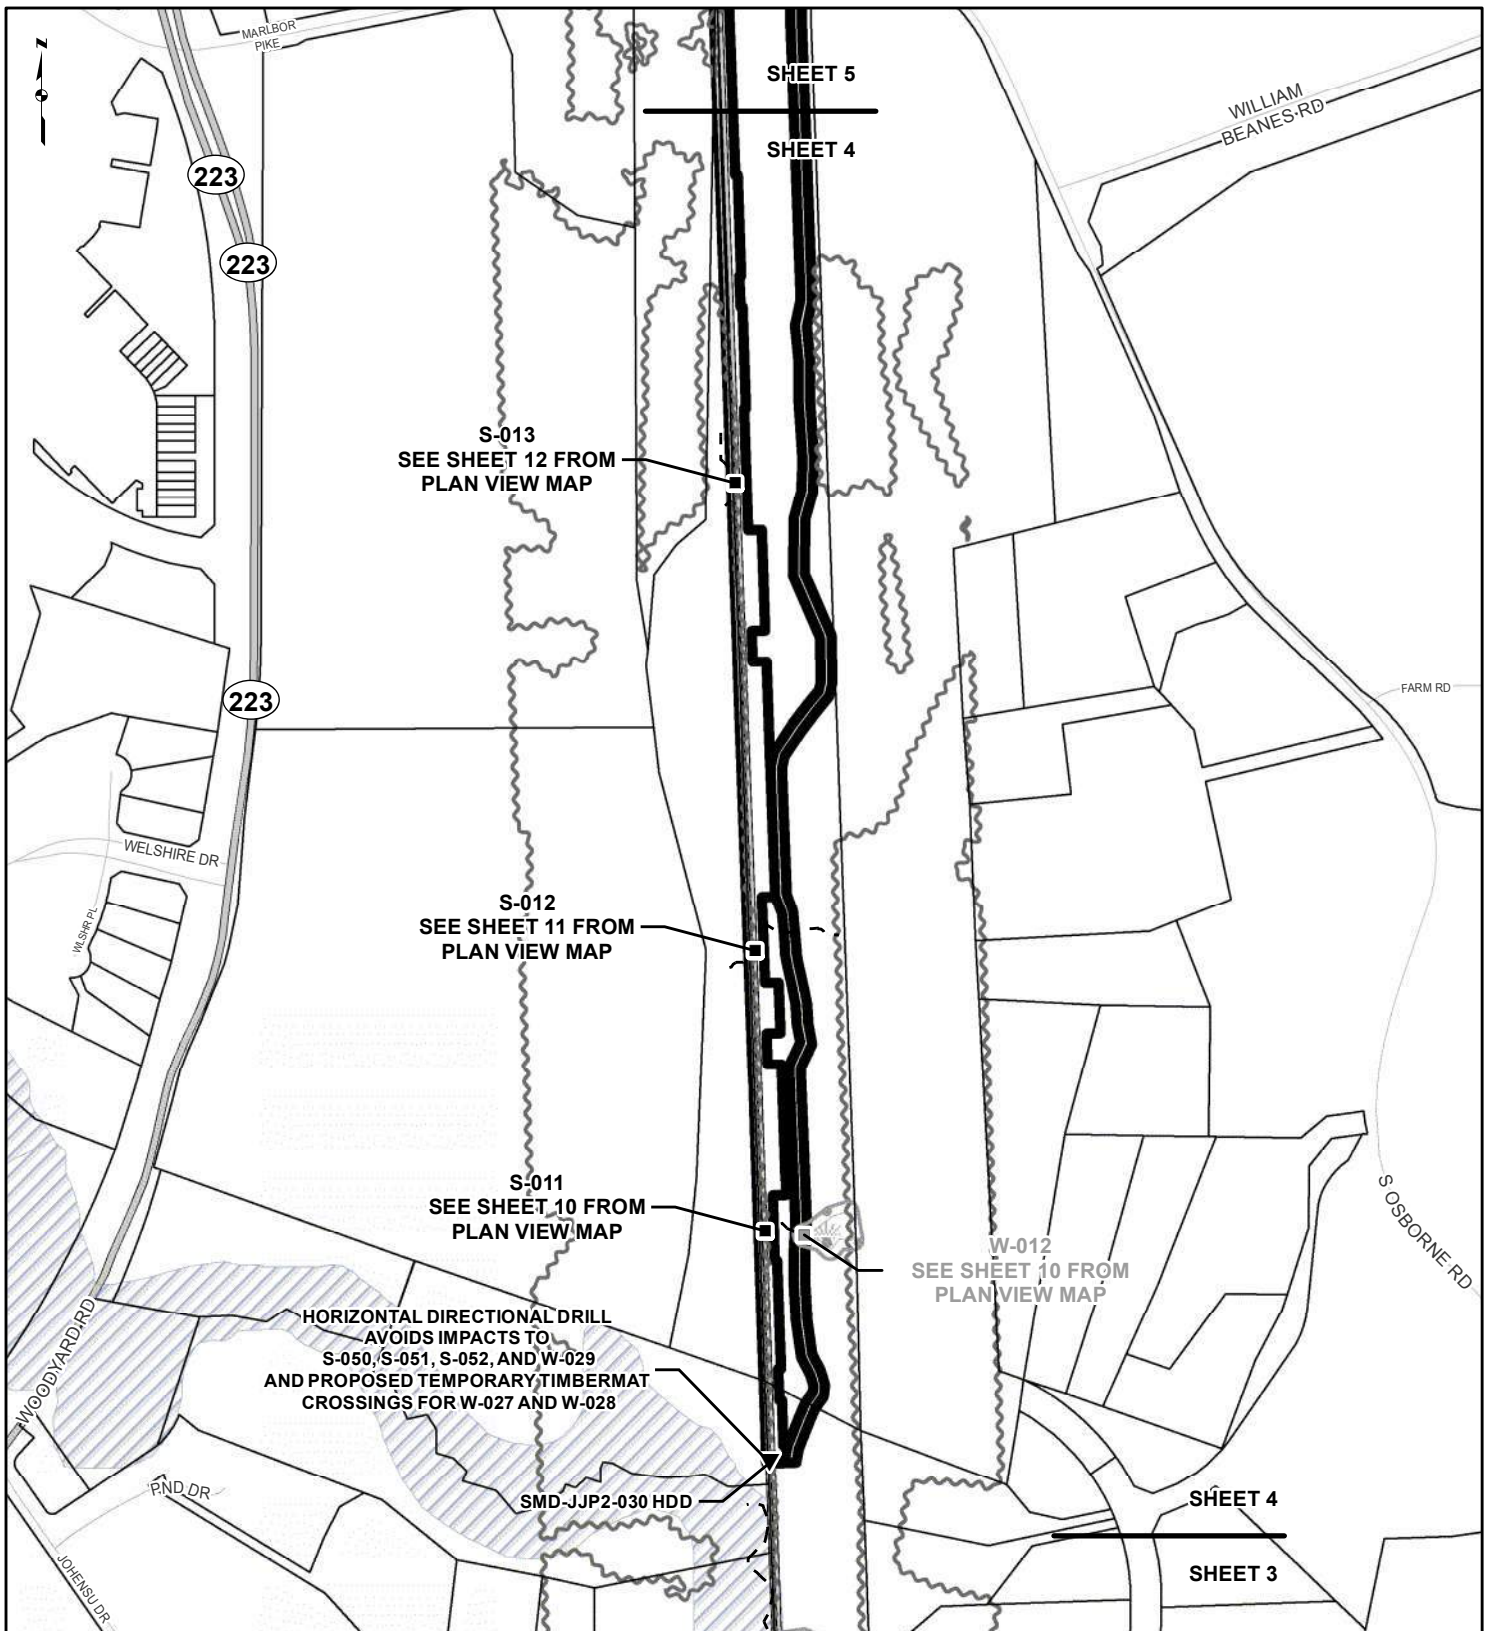 MARLBOR
PIKE
N
SHEET 5
SHEET 4
WILLIAM
BEANES RD
223
223
S-013
SEE SHEET 12 FROM
PLAN VIEW MAP
223
FARM RD
WELSHIRE DR
WLSHR PL
S-012
SEE SHEET 11 FROM
PLAN VIEW MAP
S-011
SEE SHEET 10 FROM
PLAN VIEW MAP
W-012
SEE SHEET 10 FROM
PLAN VIEW MAP
S OSBORNE RD
WOODYARD RD
HORIZONTAL DIRECTIONAL DRILL
AVOIDS IMPACTS TO
S-050, S-051, S-052, AND W-029
AND PROPOSED TEMPORARY TIMBERMAT
CROSSINGS FOR W-027 AND W-028
PND DR
SMD-JJP2-030 HDD
SHEET 4
SHEET 3
JOHENSU DR